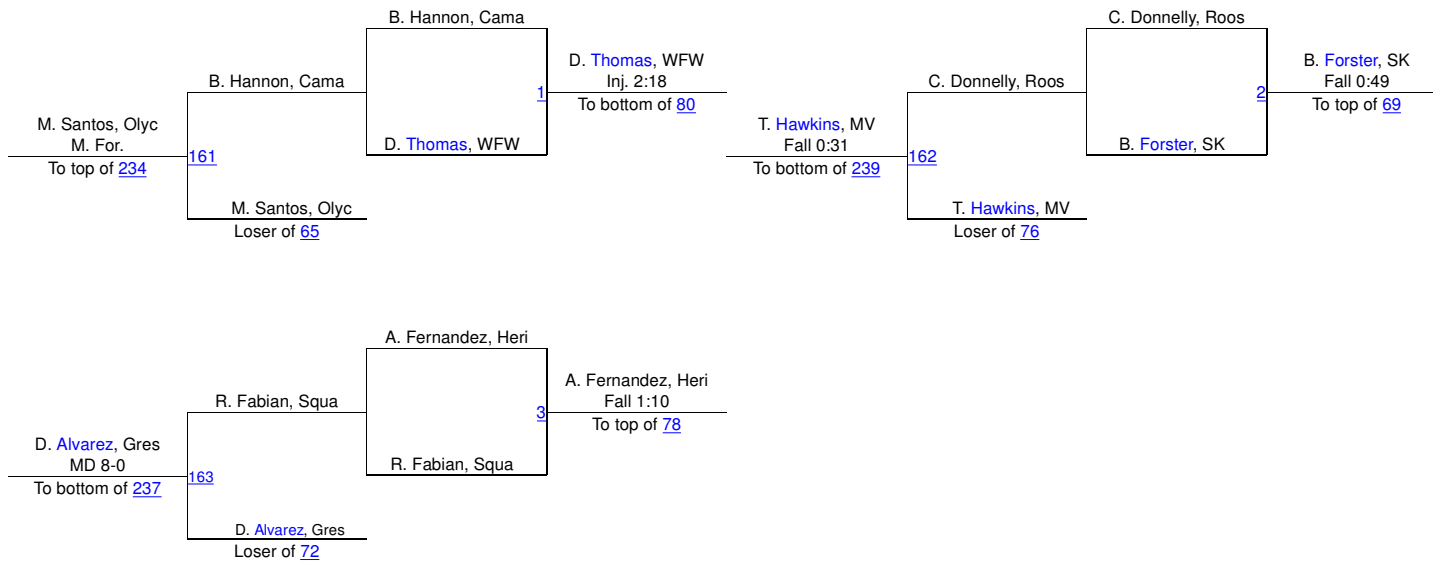 B. Hannon, Cama
D. Thomas, WFW
Inj. 2:18
B. Hannon, Cama
1
To bottom of 80
M. Santos, Olyc
M. For.
D. Thomas, WFW
161
To top of 234
M. Santos, Olyc
Loser of 65
C. Donnelly, Roos
B. Forster, SK
Fall 0:49
C. Donnelly, Roos
2
To top of 69
T. Hawkins, MV
Fall 0:31
B. Forster, SK
162
To bottom of 239
T. Hawkins, MV
Loser of 76
A. Fernandez, Heri
A. Fernandez, Heri
Fall 1:10
R. Fabian, Squa
3
To top of 78
D. Alvarez, Gres
MD 8-0
R. Fabian, Squa
163
To bottom of 237
D. Alvarez, Gres
Loser of 72